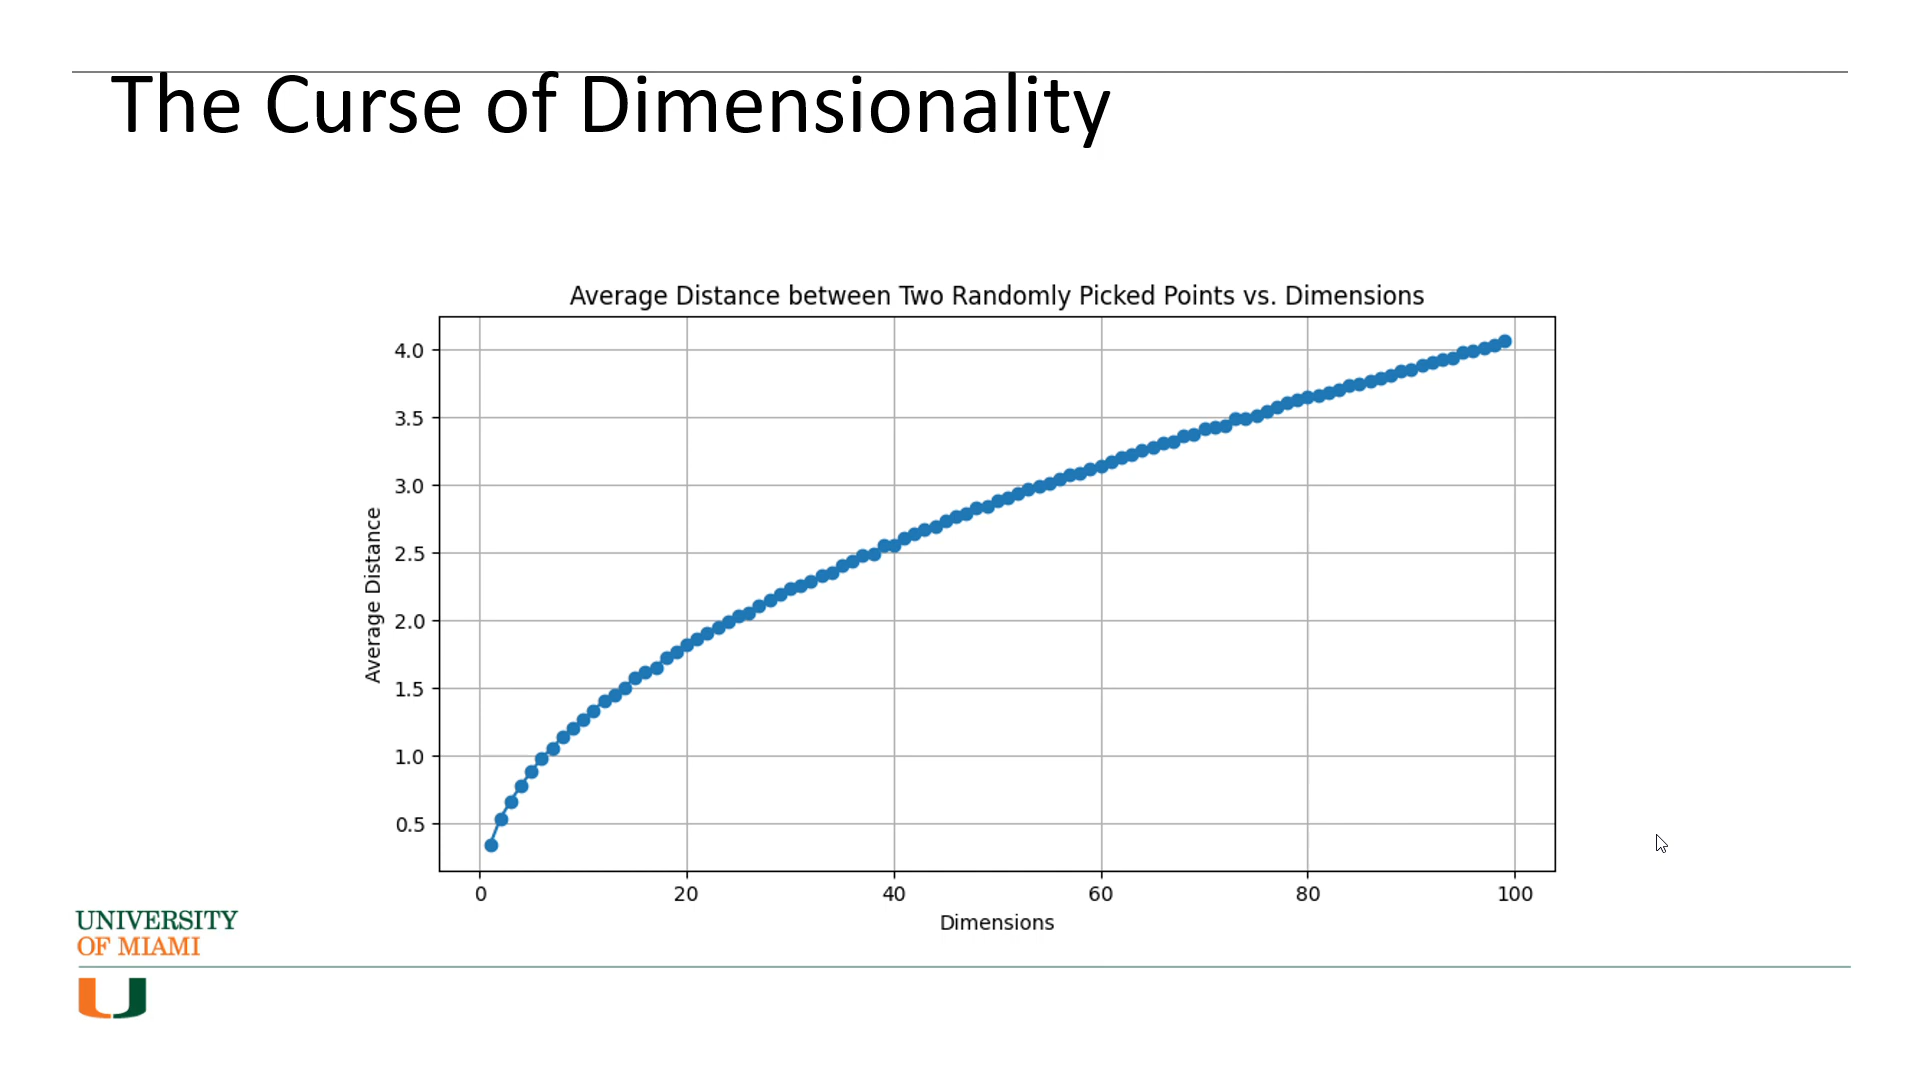 The Curse of Dimensionality
Average Distance between Two Randomly Picked Points vs. Dimensions
Average Distance
4.0
3.5
3.0
2.5
2.0
1.5
1.0
0.5
0 20 40 60 80 100
Dimensions
UNIVERSITY
OF MIAMI
U